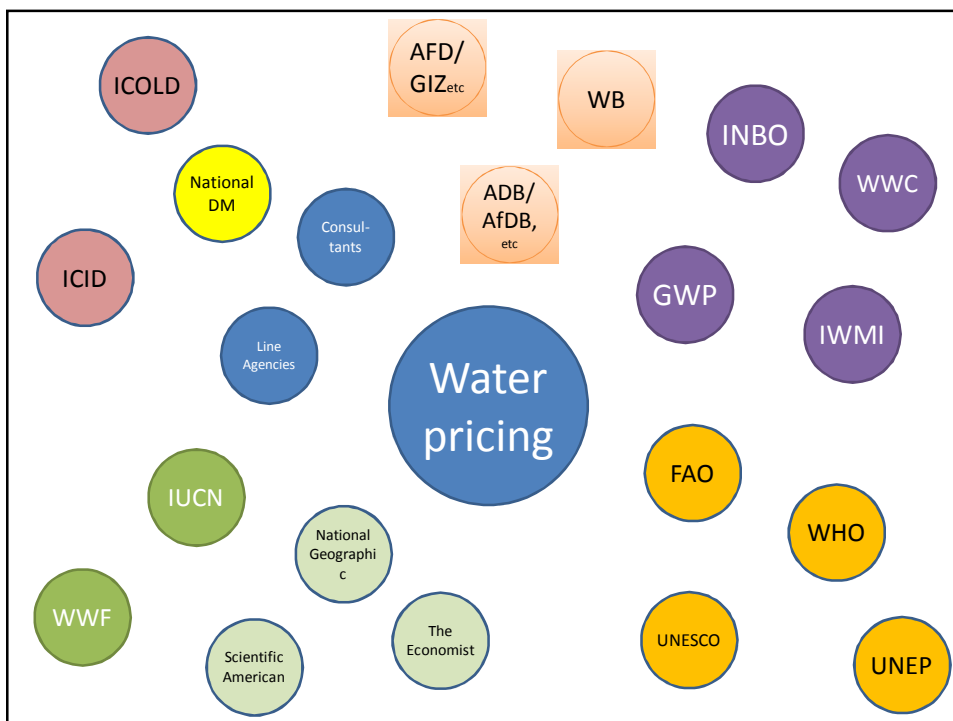 ICOLD
AFD/
GIZetc
WB
INBO
WWC
National
DM
Consul-
tants
ADB/
AfDB,
etc
ICID
GWP
IWMI
Line
Agencies
Water
pricing
IUCN
FAO
WHO
National
Geographi
c
WWF
Scientific
American
The
Economist
UNESCO
UNEP